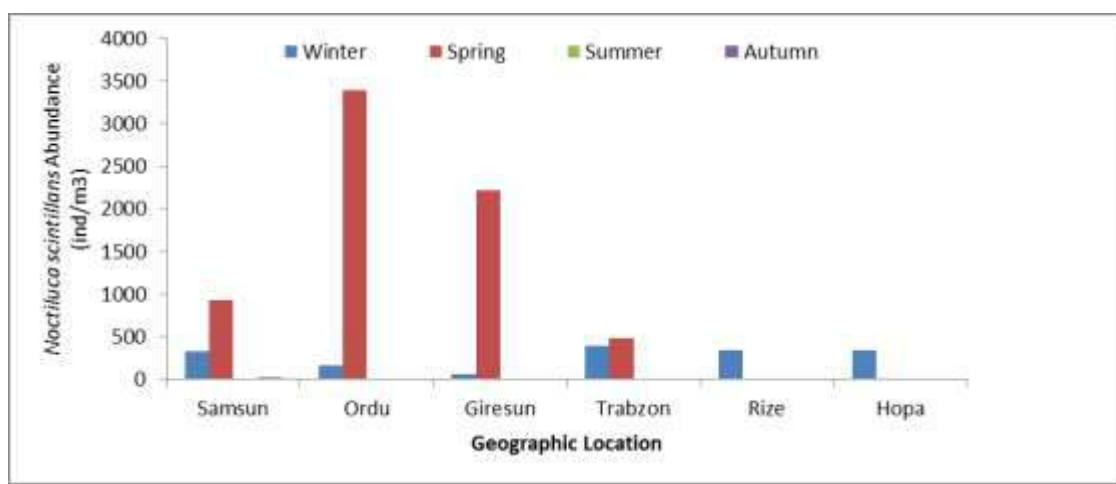 Noctiluca scintillans Abundance
(ind/m3)
4000
3500
3000
2500
2000
1500
1000
500
0
Winter Spring Summer Autumn
Samsun Ordu Giresun Trabzon Rize Hopa
Geographic Location